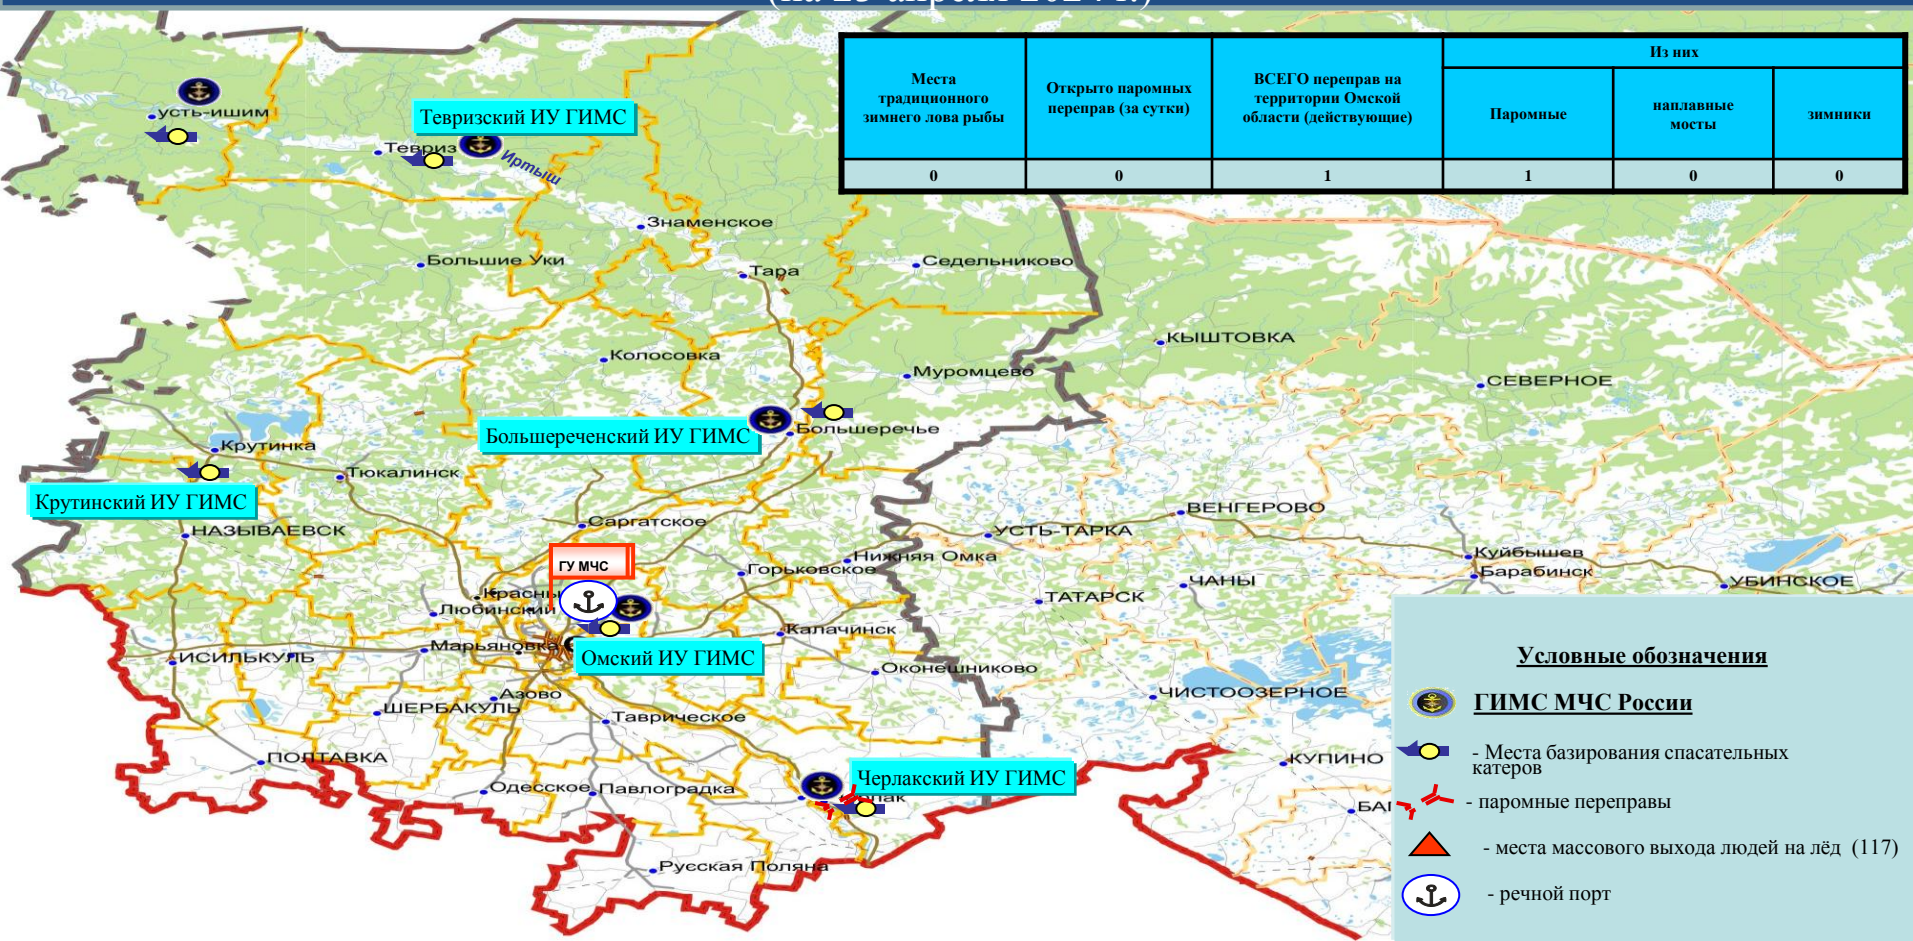 Места
традиционного
зимнего лова рыбы
Открыто паромных
переправ (за сутки)
ВСЕГО переправ на
территории Омской
области (действующие)
Из них
Паромные
наплавные
мосты
зимники
0
0
1
1
0
0
усть-ишим
Тевризский ИУ ГИМС
Тевриз
Иртыш
Знаменское
Большие Уки
Тара
Седельниково
КЫШТОВКА
Колосовка
Муромцево
СЕВЕРНОЕ
Большереченский ИУ ГИМС
Большеречье
Крутинка
Тюкалинск
Крутинский ИУ ГИМС
НАЗЫВАЕВСК
Саргатское
УСТЬ-ТАРКА
ВЕНГЕРОВО
Нижняя Омка
Куйбышев
Барабинск
УБИНСКОЕ
ГУ МЧС
Горьковское
ЧАНЫ
ТАТАРСК
Любинский
Калачинск
Марьяновка
ИСИЛЬКУЛЬ
Омский ИУ ГИМС
Оконешниково
ЧИСТООЗЕРНОЕ
Азово
ШЕРБАКУЛЬ
Таврическое
ПОЛТАВКА
КУПИНО
Черлакский ИУ ГИМС
Одесское
Павлоградка
Русская Поляна
Условные обозначения
ГИМС МЧС России
- Места базирования спасательных
катеров
- паромные переправы
- места массового выхода людей на лёд (117)
- речной порт